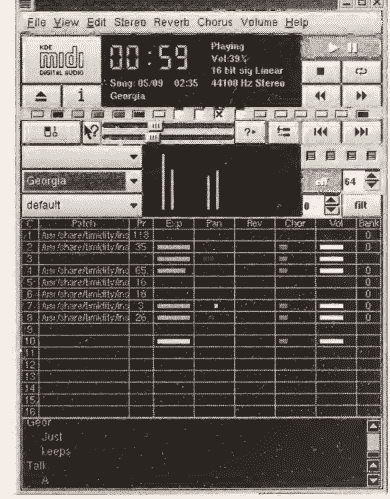 File View Edit Stereo Reverb Chorus Volume Help
KDE
midi
DIGITAL AUDIO
00:59
Playing
Vol:39%
16 bit sig Linear
44100 Hz Stereo
Song: 05/09 02:35
Georgia
i
?
Georgia
off 64
default
0 filt
C Patch Pr Exp Pan Rev Chor Vol Bank
1 /usr/share/timidity/ins 118 0
2 /usr/share/timidity/ins 35 0
3
4 /usr/share/timidity/ins 65 0
5 /usr/share/timidity/ins 16 0
6 /usr/share/timidity/ins 16 0
7 /usr/share/timidity/ins 3 0
8 /usr/share/timidity/ins 26 0
9
10
11
12
13
14
15
16
Geor
Just
keeps
Talk
A